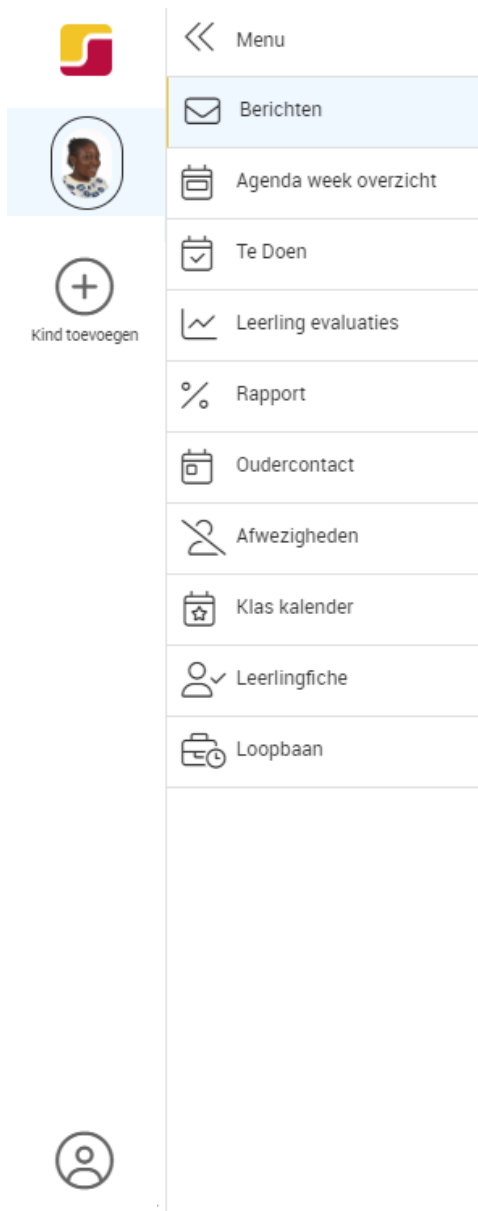 Menu
Berichten
Agenda week overzicht
Te Doen
Kind toevoegen
Leerling evaluaties
Rapport
Oudercontact
Afwezigheden
Klas kalender
Leerlingfiche
Loopbaan